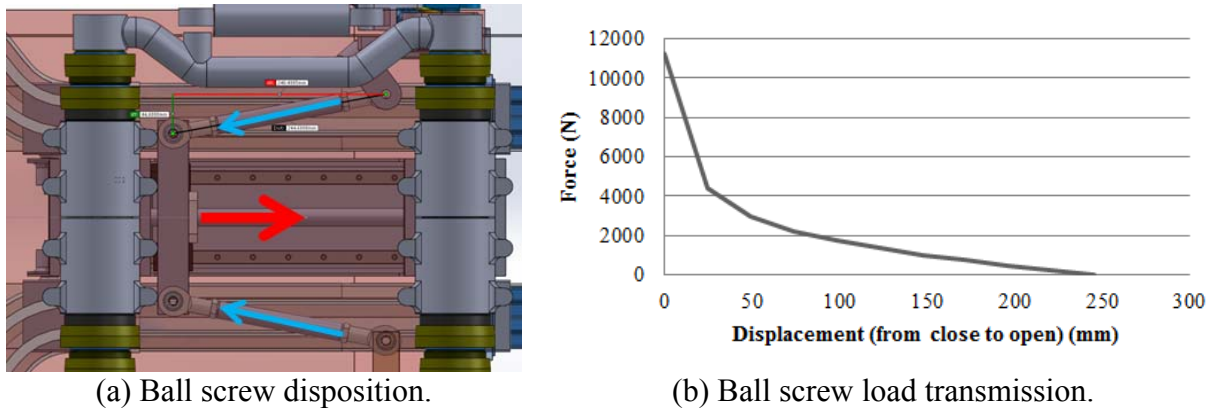 12000
10000
8000
6000
4000
2000
0
Force (N)
0 50 100 150 200 250 300
Displacement (from close to open) (mm)
(a) Ball screw disposition.
(b) Ball screw load transmission.